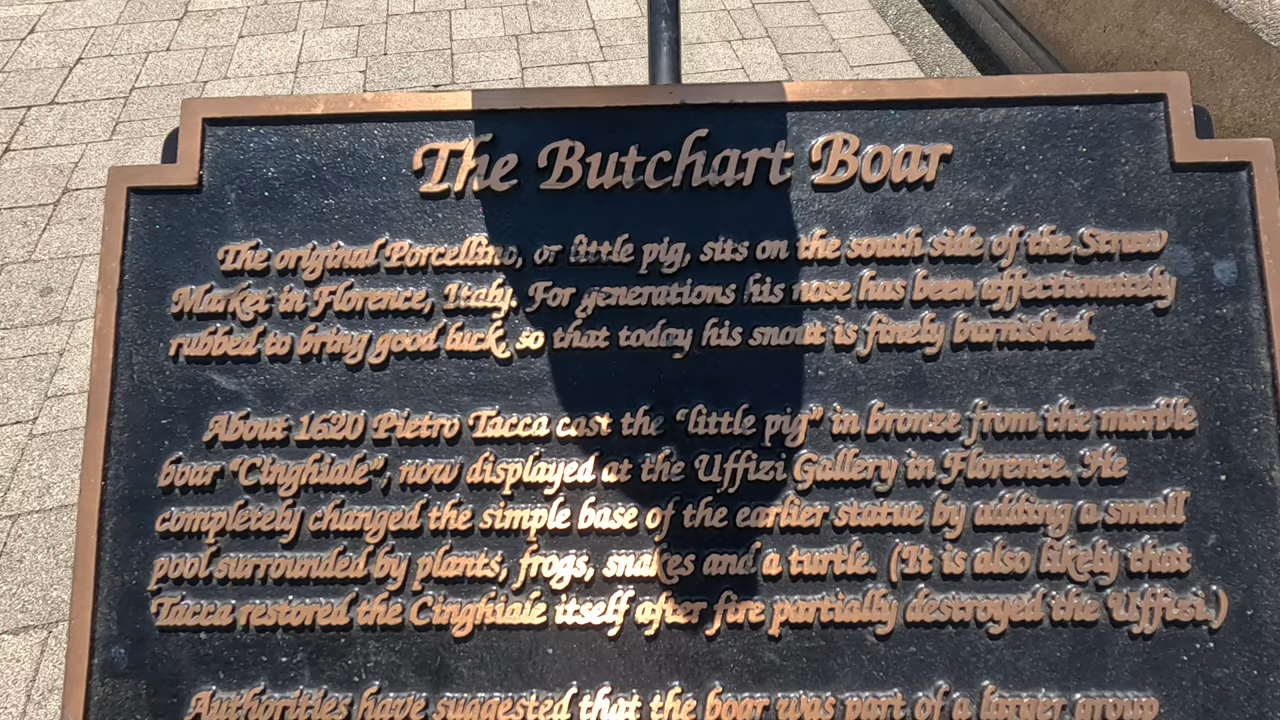 The Butchart Boar
The original Porcellino, or little pig, sits on the south side of the Straw
Market in Florence, Italy. For generations his nose has been affectionately
rubbed to bring good luck, so that today his snout is finely burnished.
About 1620 Pietro Tacca cast the "little pig" in bronze from the marble
boar "Cinghiale", now displayed at the Uffizi Gallery in Florence. He
completely changed the simple base of the earlier statue by adding a small
pool surrounded by plants, frogs, snakes and a turtle. (It is also likely that
Tacca restored the Cinghiale itself after fire partially destroyed the Uffizi.)
Authorities have suggested that the boar was part of a larger group